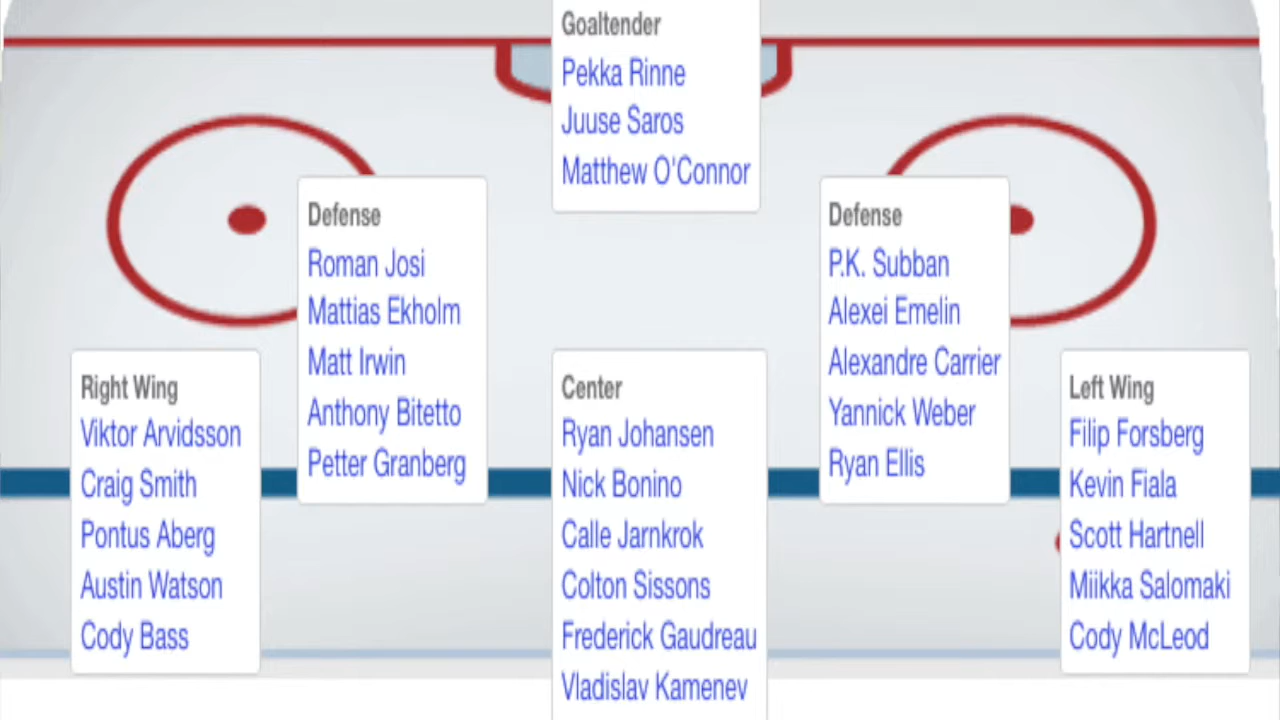 Goaltender
Pekka Rinne
Juuse Saros
Matthew O'Connor
Defense
Roman Josi
Mattias Ekholm
Matt Irwin
Anthony Bitetto
Petter Granberg
Defense
P.K. Subban
Alexei Emelin
Alexandre Carrier
Yannick Weber
Ryan Ellis
Right Wing
Viktor Arvidsson
Craig Smith
Pontus Aberg
Austin Watson
Cody Bass
Center
Ryan Johansen
Nick Bonino
Calle Jarnkrok
Colton Sissons
Frederick Gaudreau
Vladislav Kamenev
Left Wing
Filip Forsberg
Kevin Fiala
Scott Hartnell
Miikka Salomaki
Cody McLeod